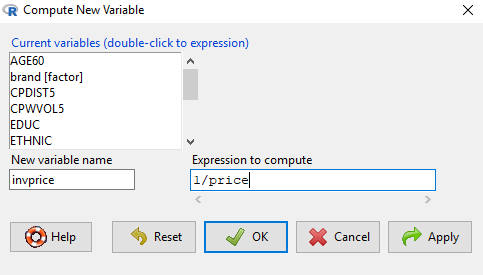 R Compute New Variable
Current variables (double-click to expression)
AGE60
brand [factor]
CPDIST5
CPWVOL5
EDUC
ETHNIC
New variable name
Expression to compute
invprice
1/price
Help
Reset
OK
Cancel
Apply